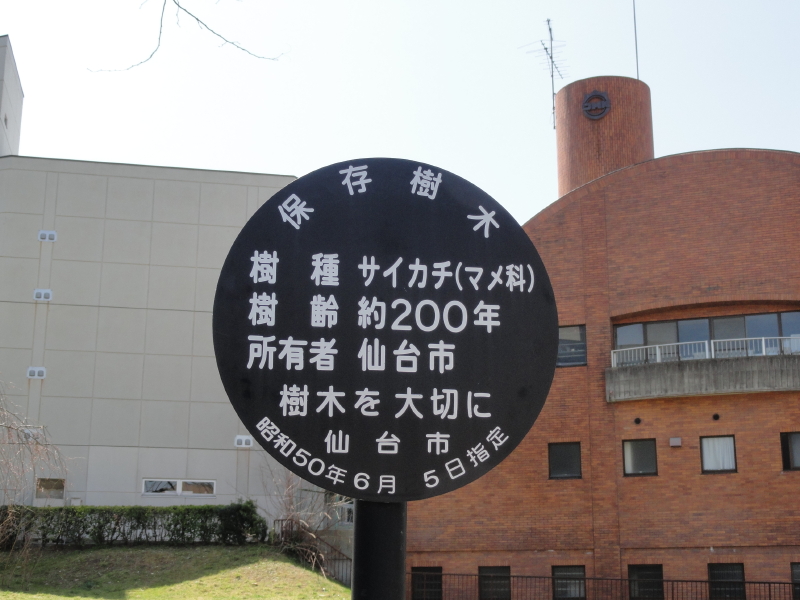 保存樹木
樹種 サイカチ(マメ科)
樹齢 約200年
所有者 仙台市
樹木を大切に
仙台市
昭和50年6月5日指定